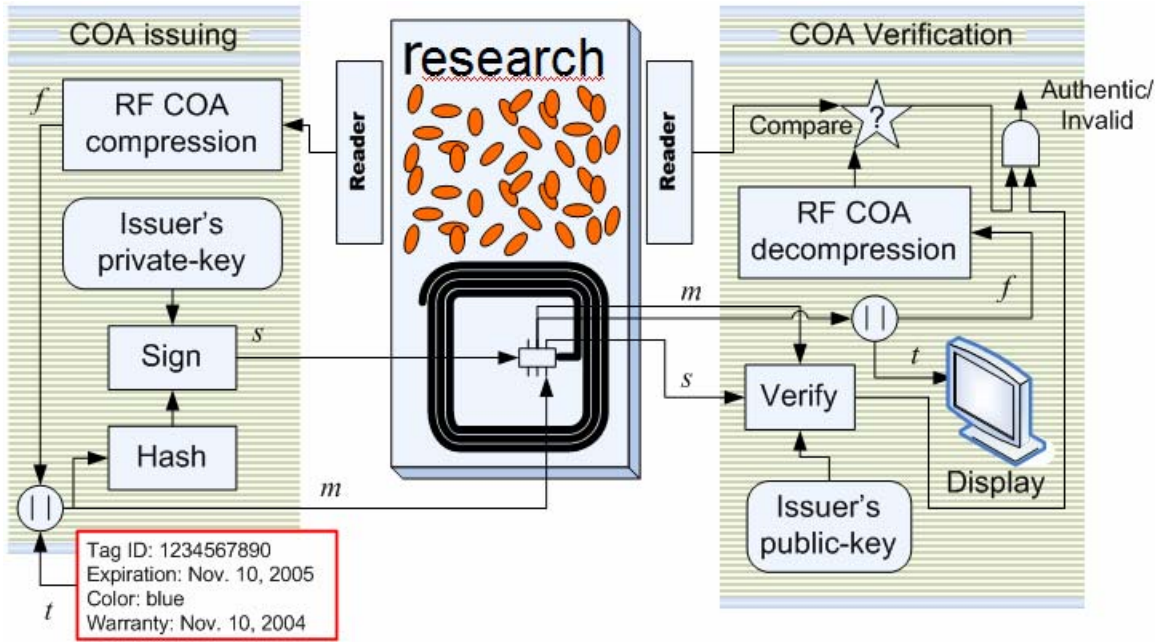 COA issuing
f
RF COA
compression
Issuer's
private-key
Sign
s
Hash
| |
m
t
Tag ID: 1234567890
Expiration: Nov. 10, 2005
Color: blue
Warranty: Nov. 10, 2004
Reader
research
Reader
m
s
COA Verification
Compare
?
Authentic/
Invalid
RF COA
decompression
f
| |
t
Verify
Display
Issuer's
public-key